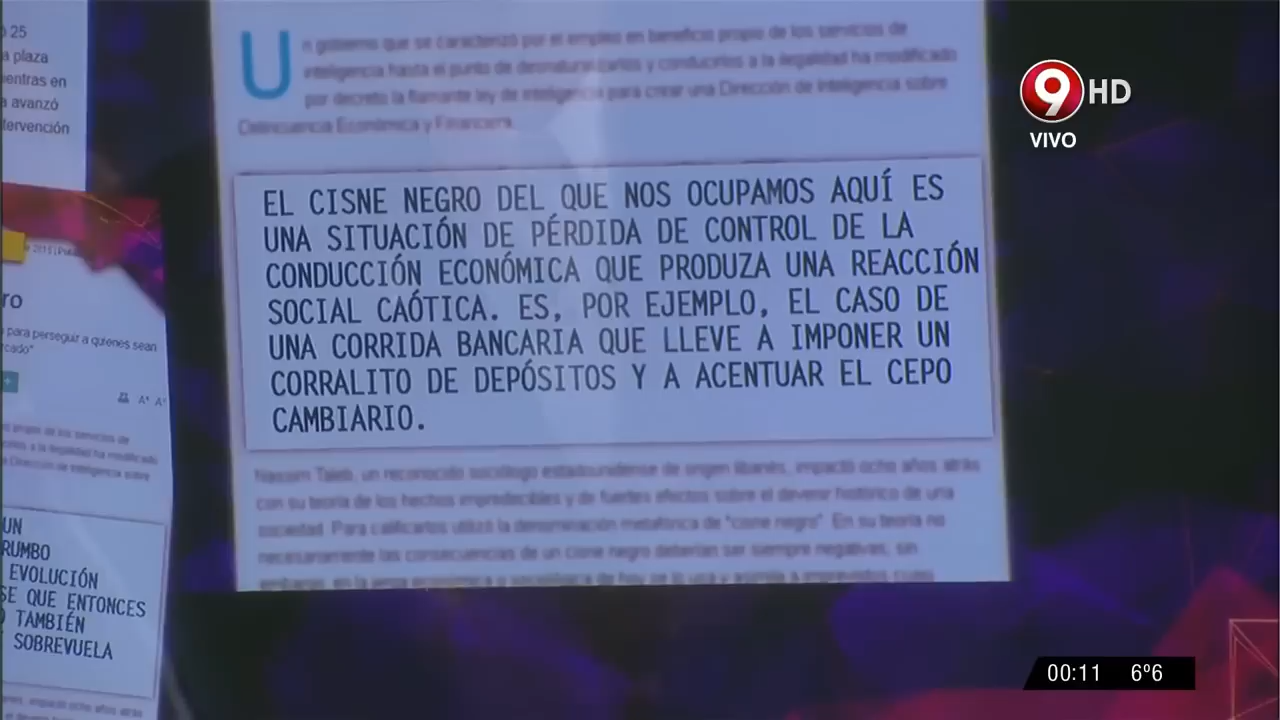 ó 25
a plaza
entras en
a avanzó
tervención
ro
para perseguir a quienes sean
rcado"
A+ A
UN
RUMBO
EVOLUCIÓN
SE QUE ENTONCES
TAMBIÉN
SOBREVUELA
Un gobierno que se caracterizó por el empleo en beneficio propio de los servicios de
inteligencia hasta el punto de desnaturalizarlos y conducirlos a la ilegalidad ha modificado
por decreto la flamante ley de inteligencia para crear una Dirección de Inteligencia sobre
Delincuencia Económica y Financiera.
EL CISNE NEGRO DEL QUE NOS OCUPAMOS AQUÍ ES
UNA SITUACIÓN DE PÉRDIDA DE CONTROL DE LA
CONDUCCIÓN ECONÓMICA QUE PRODUZA UNA REACCIÓN
SOCIAL CAÓTICA. ES, POR EJEMPLO, EL CASO DE
UNA CORRIDA BANCARIA QUE LLEVE A IMPONER UN
CORRALITO DE DEPÓSITOS Y A ACENTUAR EL CEPO
CAMBIARIO.
Nassim Taleb, un reconocido sociólogo estadounidense de origen libanés, impactó ocho años atrás
con su teoría de los hechos impredecibles y de fuertes efectos sobre el devenir histórico de una
sociedad. Para calificarlos utilizó la denominación metafórica de "cisne negro". En su teoría no
necesariamente las consecuencias de un cisne negro deberían ser siempre negativas, sin
9 HD
VIVO
00:11 6º6